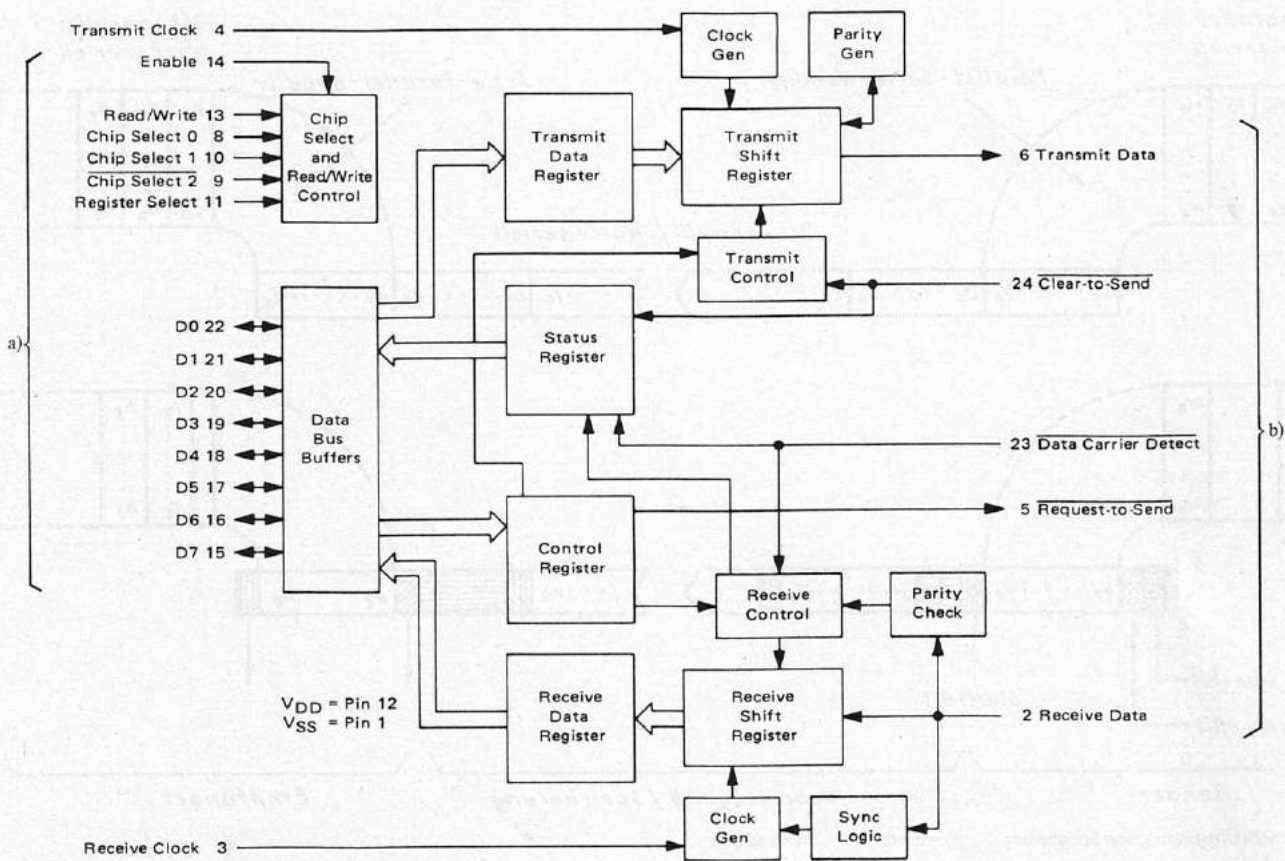 Transmit Clock 4
Enable 14
Read/Write 13
Chip Select 0 8
Chip Select 1 10
Chip Select 2 9
Register Select 11
Chip
Select
and
Read/Write
Control
Clock
Gen
Parity
Gen
Transmit
Data
Register
Transmit
Shift
Register
6 Transmit Data
Transmit
Control
24 Clear-to-Send
a)
D0 22
D1 21
D2 20
D3 19
D4 18
D5 17
D6 16
D7 15
Data
Bus
Buffers
Status
Register
23 Data Carrier Detect
b)
5 Request-to-Send
Control
Register
Receive
Control
Parity
Check
VDD = Pin 12
VSS = Pin 1
Receive
Data
Register
Receive
Shift
Register
2 Receive Data
Clock
Gen
Sync
Logic
Receive Clock 3